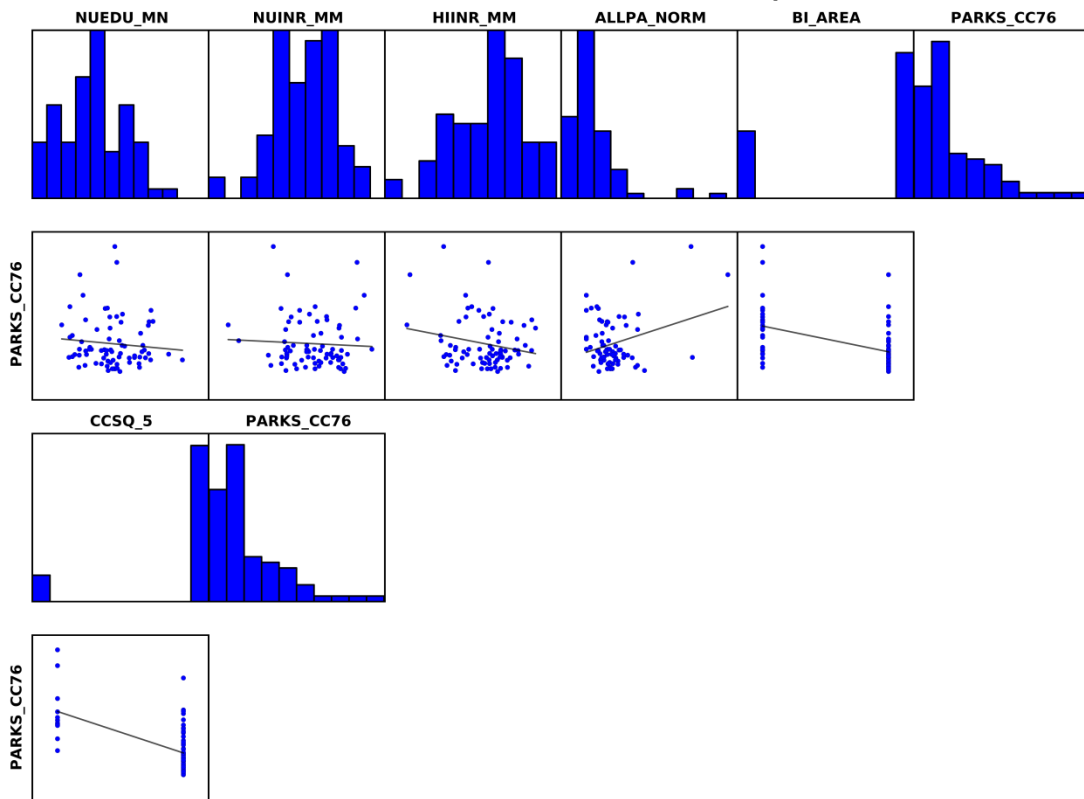 NUEDU_MN NUINR_MM HIINR_MM ALLPA_NORM BI_AREA PARKS_CC76
PARKS_CC76
CCSQ_5 PARKS_CC76
PARKS_CC76